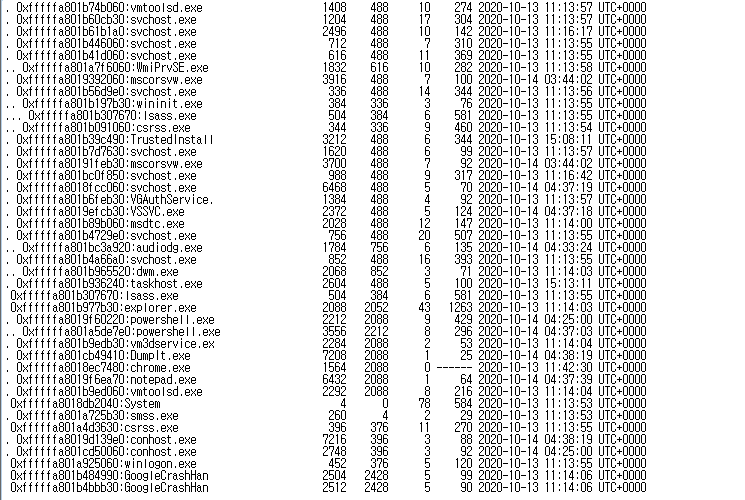 . 0xfffffa801b74b060:vmtoolsd.exe 1408 488 10 274 2020-10-13 11:13:57 UTC+0000
. 0xfffffa801b60cb30:svchost.exe 1204 488 17 304 2020-10-13 11:13:57 UTC+0000
. 0xfffffa801b61b1a0:svchost.exe 2496 488 10 142 2020-10-13 11:16:17 UTC+0000
. 0xfffffa801b446060:svchost.exe 712 488 7 310 2020-10-13 11:13:55 UTC+0000
. 0xfffffa801b41d060:svchost.exe 616 488 11 369 2020-10-13 11:13:55 UTC+0000
.. 0xfffffa801a7f6060:WmiPrvSE.exe 1832 616 10 282 2020-10-13 11:13:58 UTC+0000
. 0xfffffa8019392060:mscorsvw.exe 3916 488 7 100 2020-10-14 03:44:02 UTC+0000
. 0xfffffa801b56d9e0:svchost.exe 336 488 14 344 2020-10-13 11:13:56 UTC+0000
.. 0xfffffa801b197b30:wininit.exe 384 336 3 76 2020-10-13 11:13:55 UTC+0000
... 0xfffffa801b307670:lsass.exe 504 384 6 581 2020-10-13 11:13:55 UTC+0000
.. 0xfffffa801b091060:csrss.exe 344 336 9 460 2020-10-13 11:13:54 UTC+0000
. 0xfffffa801b39c490:TrustedInstall 3212 488 6 344 2020-10-13 15:08:11 UTC+0000
. 0xfffffa801b7d7630:svchost.exe 1620 488 6 99 2020-10-13 11:13:57 UTC+0000
. 0xfffffa80191feb30:mscorsvw.exe 3700 488 7 92 2020-10-14 03:44:02 UTC+0000
. 0xfffffa801bc0f850:svchost.exe 988 488 9 317 2020-10-13 11:16:42 UTC+0000
. 0xfffffa8018fcc060:svchost.exe 6468 488 5 70 2020-10-14 04:37:19 UTC+0000
. 0xfffffa801b6feb30:VGAuthService. 1384 488 4 92 2020-10-13 11:13:57 UTC+0000
. 0xfffffa8019efcb30:VSSVC.exe 2372 488 5 124 2020-10-14 04:37:18 UTC+0000
. 0xfffffa801b89b060:msdtc.exe 2028 488 12 147 2020-10-13 11:14:00 UTC+0000
. 0xfffffa801b4729e0:svchost.exe 756 488 20 507 2020-10-13 11:13:55 UTC+0000
.. 0xfffffa801bc3a920:audiodg.exe 1784 756 6 135 2020-10-14 04:33:24 UTC+0000
. 0xfffffa801b4a66a0:svchost.exe 852 488 16 393 2020-10-13 11:13:55 UTC+0000
.. 0xfffffa801b965520:dwm.exe 2068 852 3 71 2020-10-13 11:14:03 UTC+0000
. 0xfffffa801b936240:taskhost.exe 2604 488 5 100 2020-10-13 15:13:11 UTC+0000
0xfffffa801b307670:lsass.exe 504 384 6 581 2020-10-13 11:13:55 UTC+0000
0xfffffa801b977b30:explorer.exe 2088 2052 43 1263 2020-10-13 11:14:03 UTC+0000
. 0xfffffa8019f60220:powershell.exe 2212 2088 9 429 2020-10-14 04:25:00 UTC+0000
.. 0xfffffa801a5de7e0:powershell.exe 3556 2212 8 296 2020-10-14 04:37:03 UTC+0000
. 0xfffffa801b9edb30:vm3dservice.ex 2284 2088 2 53 2020-10-13 11:14:04 UTC+0000
. 0xfffffa801cb49410:DumpIt.exe 7208 2088 1 25 2020-10-14 04:38:19 UTC+0000
. 0xfffffa8018ec7480:chrome.exe 1564 2088 0 ------ 2020-10-13 11:42:30 UTC+0000
. 0xfffffa8019f6ea70:notepad.exe 6432 2088 1 64 2020-10-14 04:37:39 UTC+0000
. 0xfffffa801b9ed060:vmtoolsd.exe 2292 2088 8 216 2020-10-13 11:14:04 UTC+0000
0xfffffa8018db2040:System 4 0 78 584 2020-10-13 11:13:53 UTC+0000
. 0xfffffa801a725b30:smss.exe 260 4 2 29 2020-10-13 11:13:53 UTC+0000
0xfffffa801a4d3630:csrss.exe 396 376 11 270 2020-10-13 11:13:55 UTC+0000
. 0xfffffa8019d139e0:conhost.exe 7216 396 3 88 2020-10-14 04:38:19 UTC+0000
. 0xfffffa801cd50060:conhost.exe 2748 396 3 92 2020-10-14 04:25:00 UTC+0000
0xfffffa801a925060:winlogon.exe 452 376 5 120 2020-10-13 11:13:55 UTC+0000
0xfffffa801b484990:GoogleCrashHan 2504 2428 5 99 2020-10-13 11:14:06 UTC+0000
0xfffffa801b4bbb30:GoogleCrashHan 2512 2428 5 90 2020-10-13 11:14:06 UTC+0000